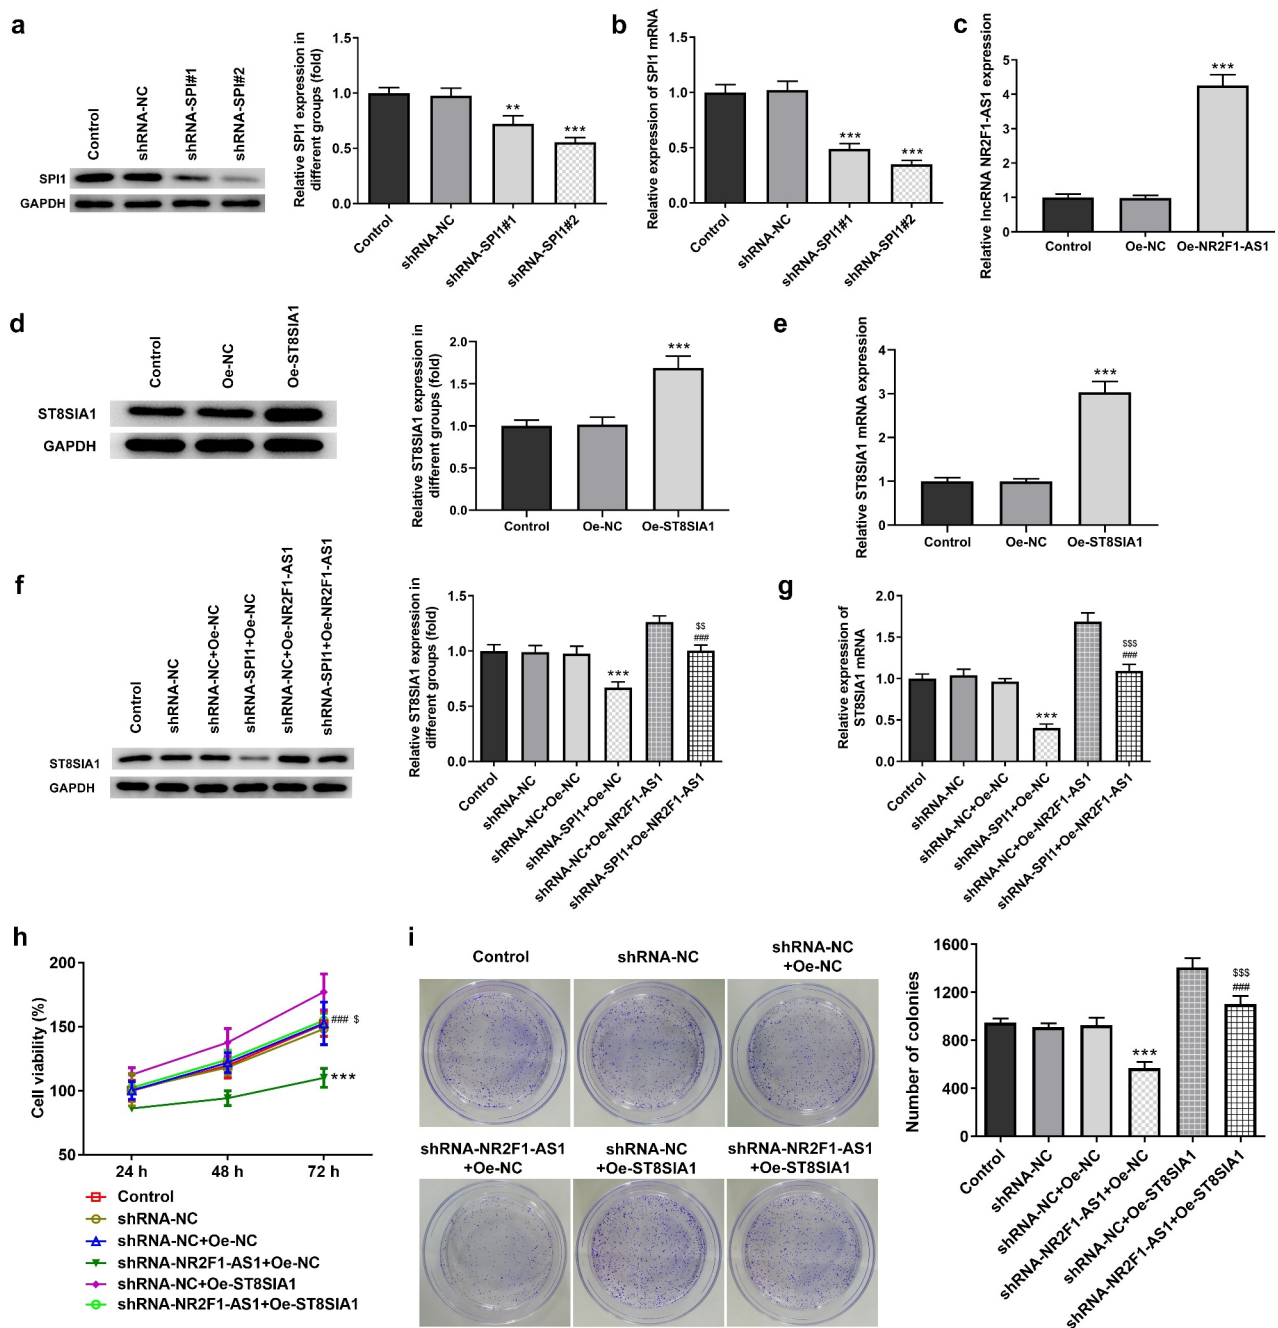 a
Control
shRNA-NC
shRNA-SPI#1
shRNA-SPI#2
SPI1
GAPDH
Relative SPI1 expression in
different groups (fold)
1.5
1.0
0.5
0.0
**
***
Control
shRNA-NC
shRNA-SPI1#1
shRNA-SPI1#2
b
Relative expression of SPI1 mRNA
1.5
1.0
0.5
0.0
***
***
Control
shRNA-NC
shRNA-SPI1#1
shRNA-SPI1#2
c
Relative lncRNA NR2F1-AS1 expression
5
4
3
2
1
0
***
Control
Oe-NC
Oe-NR2F1-AS1
d
Control
Oe-NC
Oe-ST8SIA1
ST8SIA1
GAPDH
Relative ST8SIA1 expression in
different groups (fold)
2.0
1.5
1.0
0.5
0.0
***
Control
Oe-NC
Oe-ST8SIA1
e
Relative ST8SIA1 mRNA expression
4
3
2
1
0
***
Control
Oe-NC
Oe-ST8SIA1
f
Control
shRNA-NC
shRNA-NC+Oe-NC
shRNA-SPI1+Oe-NC
shRNA-NC+Oe-NR2F1-AS1
shRNA-SPI1+Oe-NR2F1-AS1
ST8SIA1
GAPDH
Relative ST8SIA1 expression in
different groups (fold)
1.5
1.0
0.5
0.0
***
$$
###
Control
shRNA-NC
shRNA-NC+Oe-NC
shRNA-SPI1+Oe-NC
shRNA-NC+Oe-NR2F1-AS1
shRNA-SPI1+Oe-NR2F1-AS1
g
Relative expression of
ST8SIA1 mRNA
2.0
1.5
1.0
0.5
0.0
***
$$$
###
Control
shRNA-NC
shRNA-NC+Oe-NC
shRNA-SPI1+Oe-NC
shRNA-NC+Oe-NR2F1-AS1
shRNA-SPI1+Oe-NR2F1-AS1
h
Cell viability (%)
200
150
100
50
### $
***
24 h
48 h
72 h
Control
shRNA-NC
shRNA-NC+Oe-NC
shRNA-NR2F1-AS1+Oe-NC
shRNA-NC+Oe-ST8SIA1
shRNA-NR2F1-AS1+Oe-ST8SIA1
i
Control
shRNA-NC
shRNA-NC
+Oe-NC
shRNA-NR2F1-AS1
+Oe-NC
shRNA-NC
+Oe-ST8SIA1
shRNA-NR2F1-AS1
+Oe-ST8SIA1
Number of colonies
1600
1200
800
400
0
***
$$$
###
Control
shRNA-NC
shRNA-NC+Oe-NC
shRNA-NR2F1-AS1+Oe-NC
shRNA-NC+Oe-ST8SIA1
shRNA-NR2F1-AS1+Oe-ST8SIA1